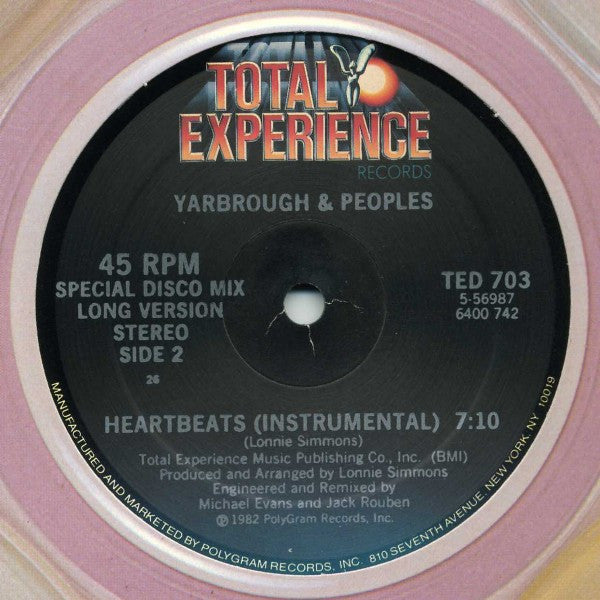 TOTAL
EXPERIENCE
RECORDS
YARBROUGH & PEOPLES
45 RPM
SPECIAL DISCO MIX
LONG VERSION
STEREO
SIDE 2
26
TED 703
5-56987
6400 742
HEARTBEATS (INSTRUMENTAL) 7:10
(Lonnie Simmons)
Total Experience Music Publishing Co., Inc. (BMI)
Produced and Arranged by Lonnie Simmons
Engineered and Remixed by
Michael Evans and Jack Rouben
℗ 1982 PolyGram Records, Inc.
MANUFACTURED AND MARKETED BY POLYGRAM RECORDS, INC. 810 SEVENTH AVENUE, NEW YORK, NY 10019